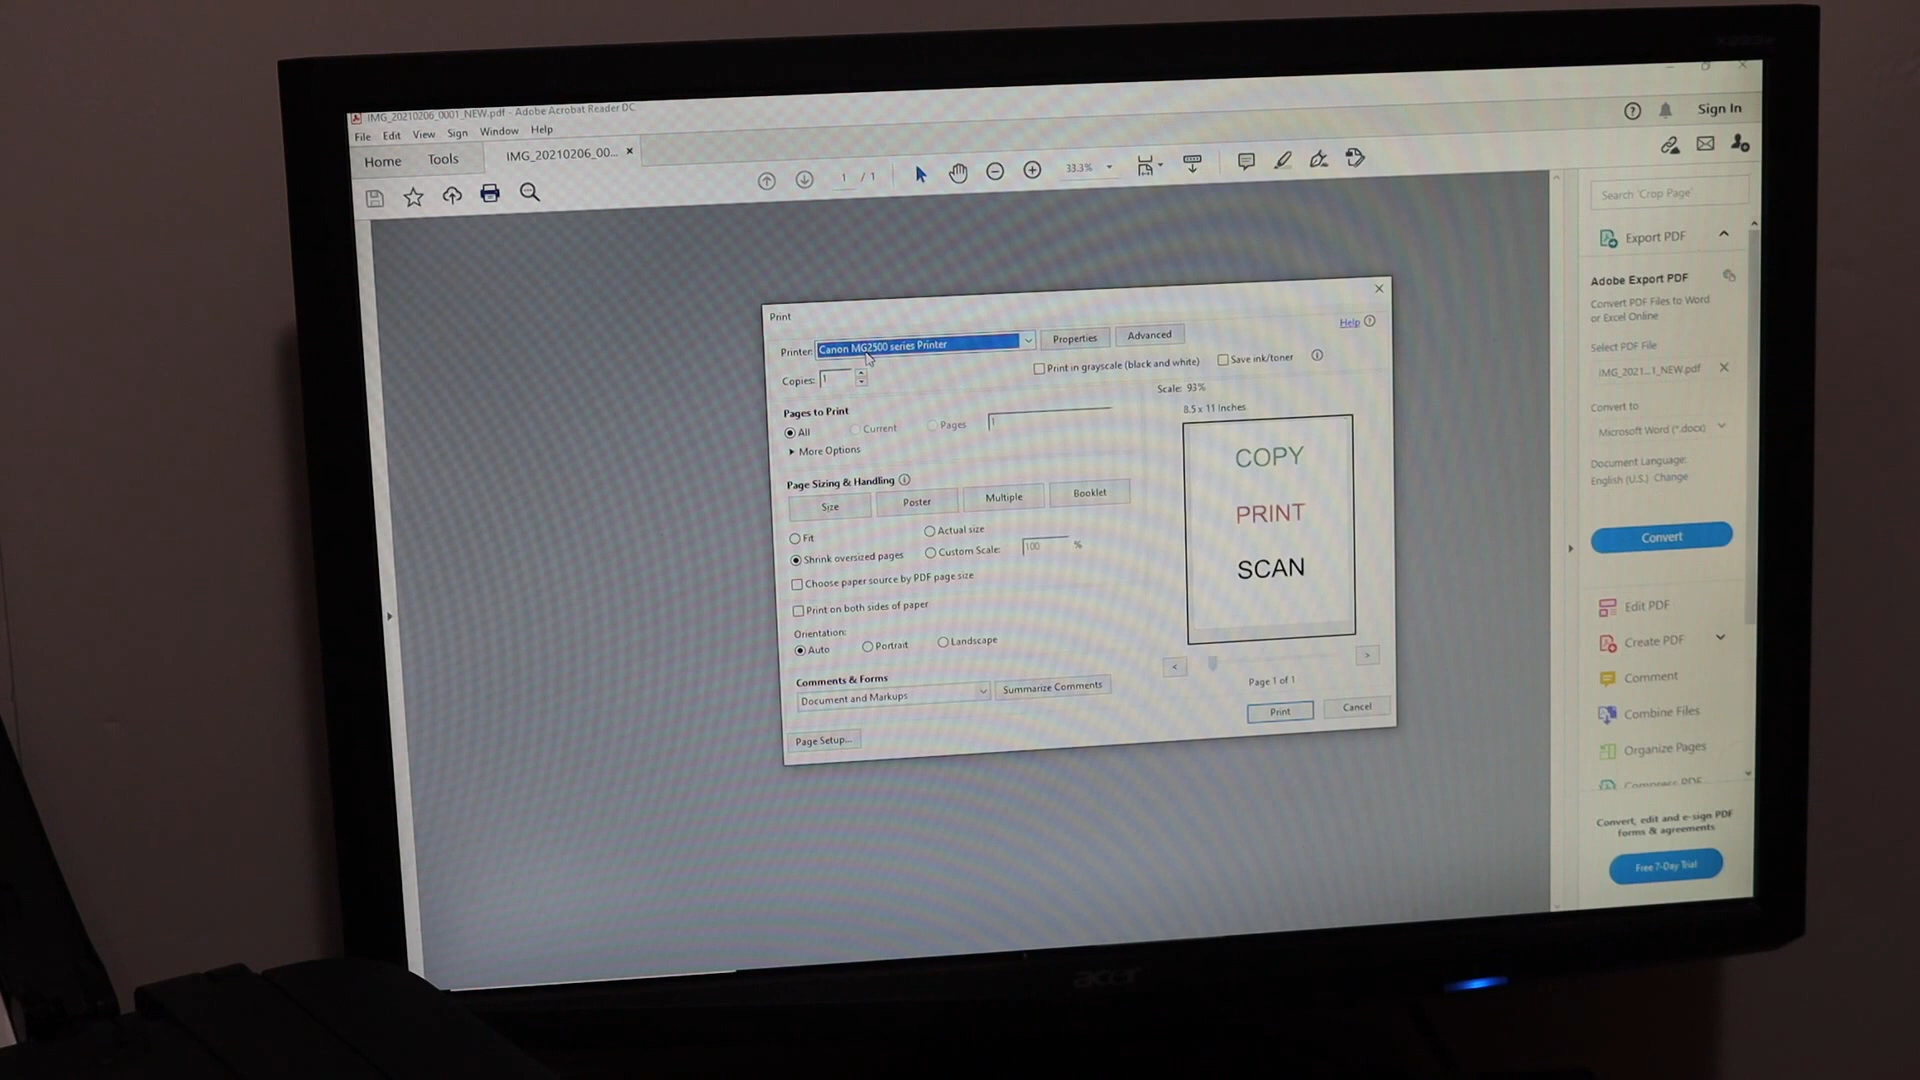 IMG_20210206_0001_NEW.pdf - Adobe Acrobat Reader DC
File Edit View Sign Window Help
Sign In
Home Tools IMG_20210206_00... ×
1 / 1 33.3%
Search 'Crop Page'
Export PDF
Adobe Export PDF
Convert PDF Files to Word
or Excel Online
Select PDF File
IMG_2021...1_NEW.pdf
Convert to
Microsoft Word (*.docx)
Document Language:
English (U.S.) Change
Convert
Edit PDF
Create PDF
Comment
Combine Files
Organize Pages
Compress PDF
Convert, edit and e-sign PDF
forms & agreements
Free 7-Day Trial
Print
Printer: Canon MG2500 series Printer Properties Advanced Help
Copies: 1 Print in grayscale (black and white) Save ink/toner
Scale: 93%
8.5 x 11 Inches
Pages to Print
All Current Pages 1
More Options
Page Sizing & Handling
Size Poster Multiple Booklet
Fit Actual size
Shrink oversized pages Custom Scale: 100 %
Choose paper source by PDF page size
Print on both sides of paper
Orientation:
Auto Portrait Landscape
Comments & Forms
Document and Markups Summarize Comments
Page Setup...
COPY
PRINT
SCAN
< >
Page 1 of 1
Print Cancel
acer